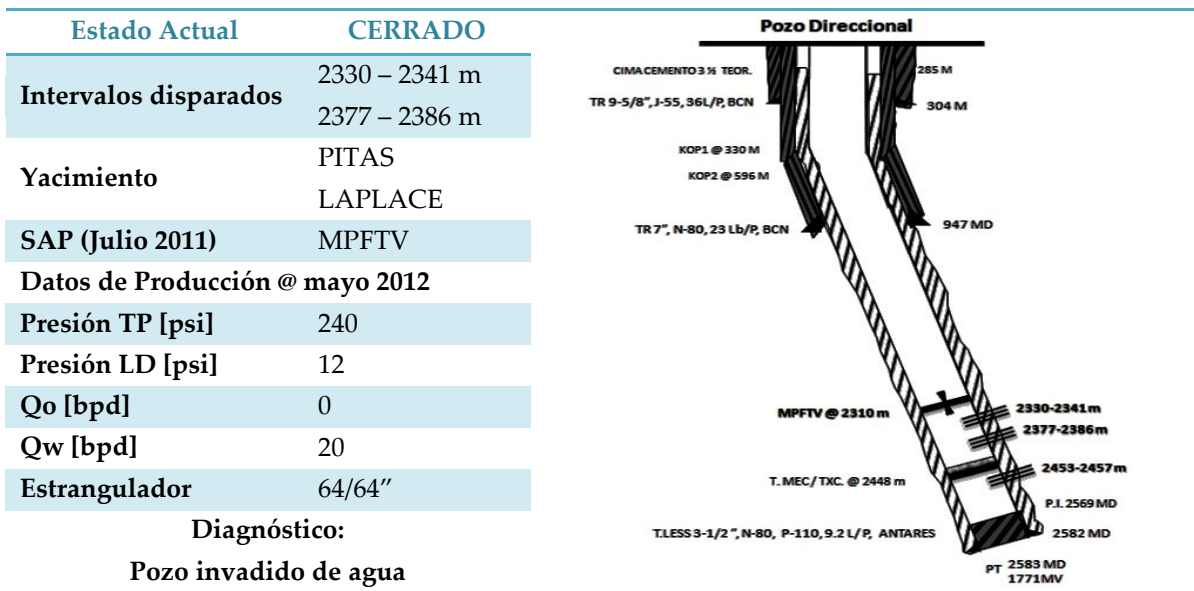 Estado Actual CERRADO
Intervalos disparados
2330 – 2341 m
2377 – 2386 m
Yacimiento
PITAS
LAPLACE
SAP (Julio 2011) MPFTV
Datos de Producción @ mayo 2012
Presión TP [psi] 240
Presión LD [psi] 12
Qo [bpd] 0
Qw [bpd] 20
Estrangulador 64/64”
Diagnóstico:
Pozo invadido de agua
Pozo Direccional
CIMA CEMENTO 3 ½ TEOR.
285 M
TR 9-5/8”, J-55, 36L/P, BCN
304 M
KOP1 @ 330 M
KOP2 @ 596 M
TR 7”, N-80, 23 Lb/P, BCN
947 MD
MPFTV @ 2310 m
2330-2341m
2377-2386m
2453-2457m
T. MEC/ TXC. @ 2448 m
P.I. 2569 MD
T.LESS 3-1/2 ”, N-80, P-110, 9.2 L/P, ANTARES
2582 MD
PT 2583 MD
1771MV